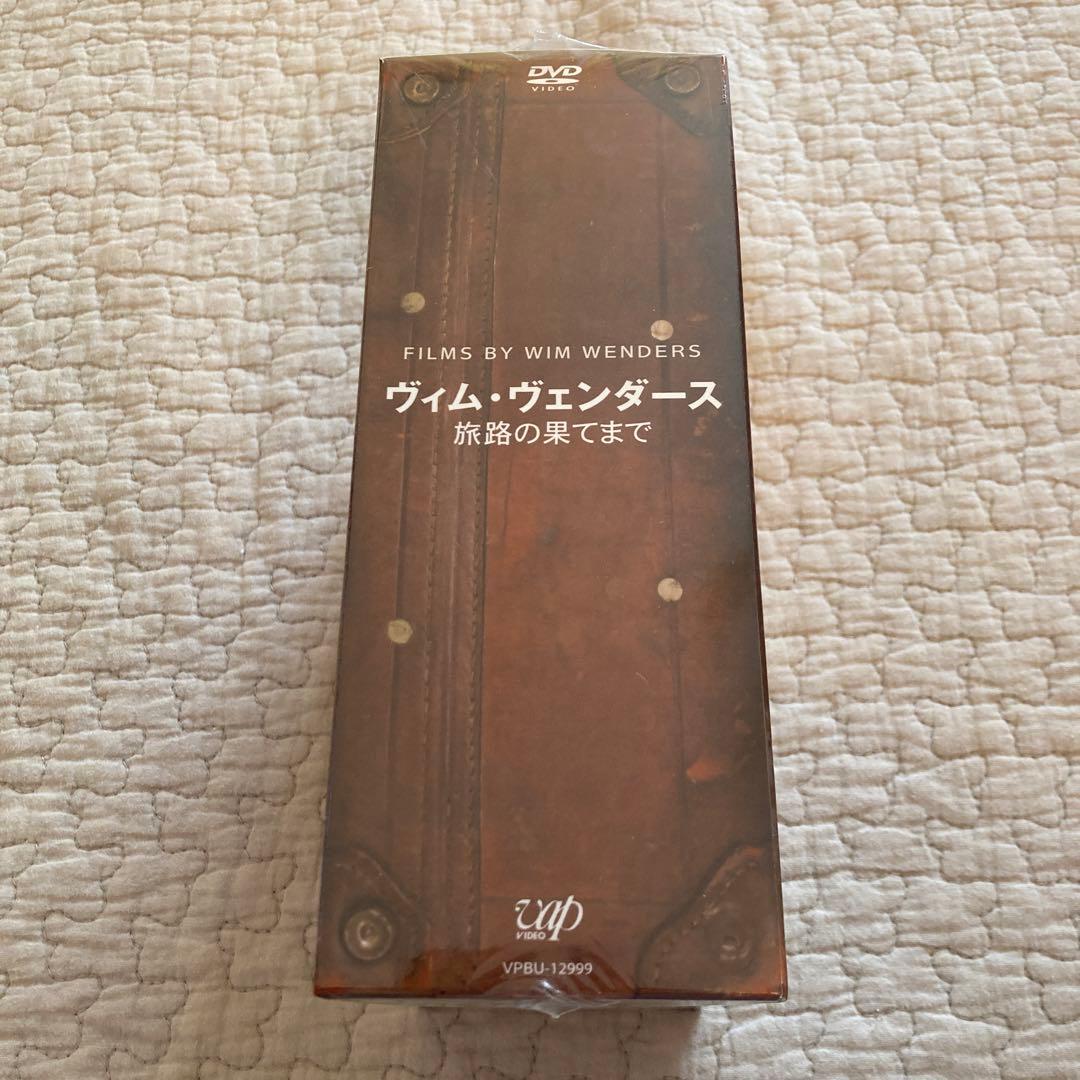 DVD
VIDEO
FILMS BY WIM WENDERS
ヴィム・ヴェンダース
旅路の果てまで
vap
VIDEO
VPBU-12999